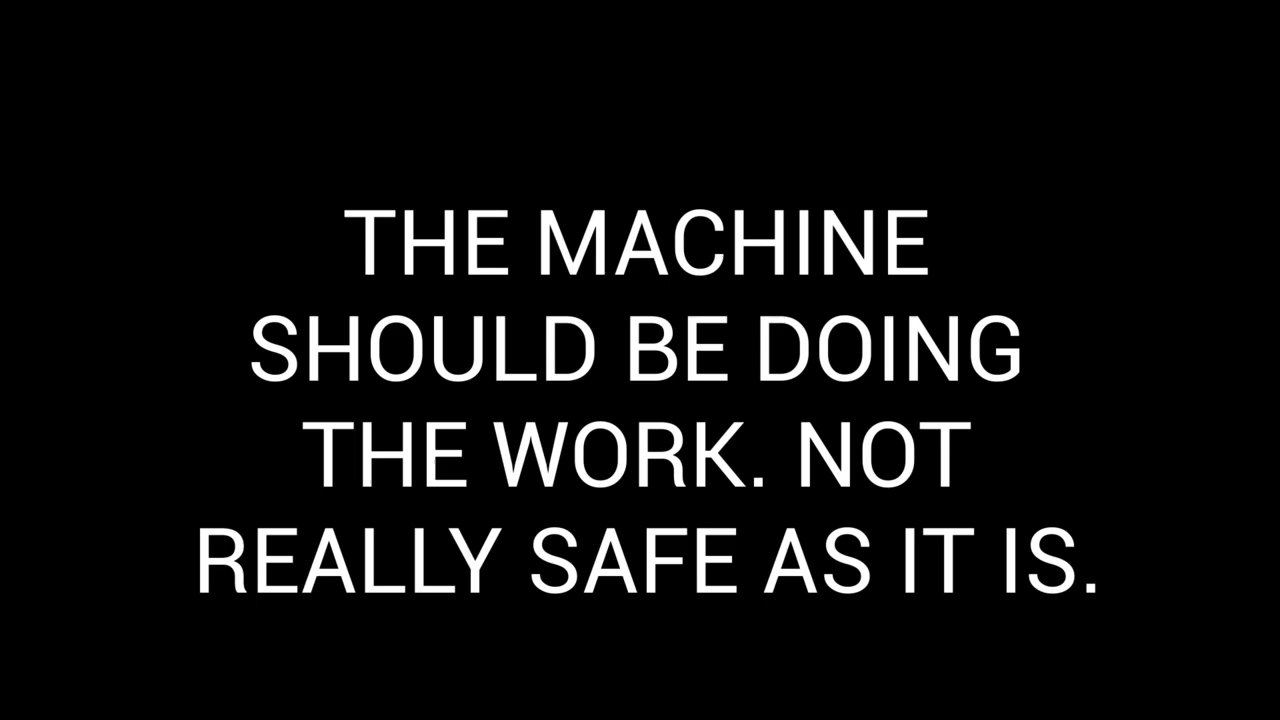 THE MACHINE
SHOULD BE DOING
THE WORK. NOT
REALLY SAFE AS IT IS.